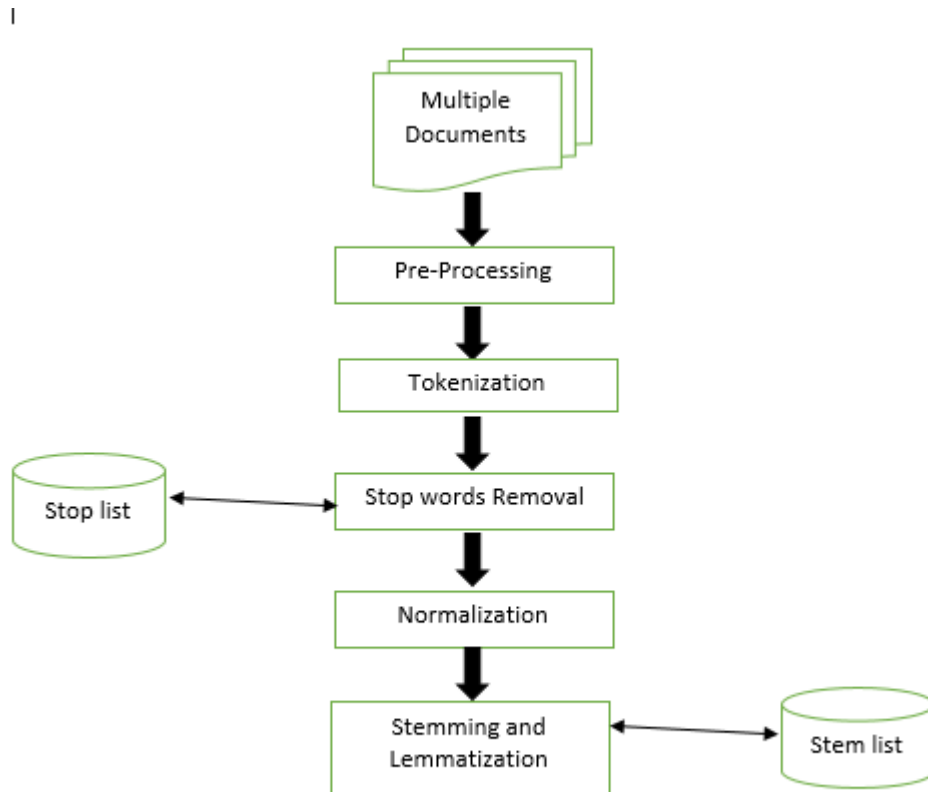 I
Multiple
Documents
Pre-Processing
Tokenization
Stop list
Stop words Removal
Normalization
Stemming and
Lemmatization
Stem list